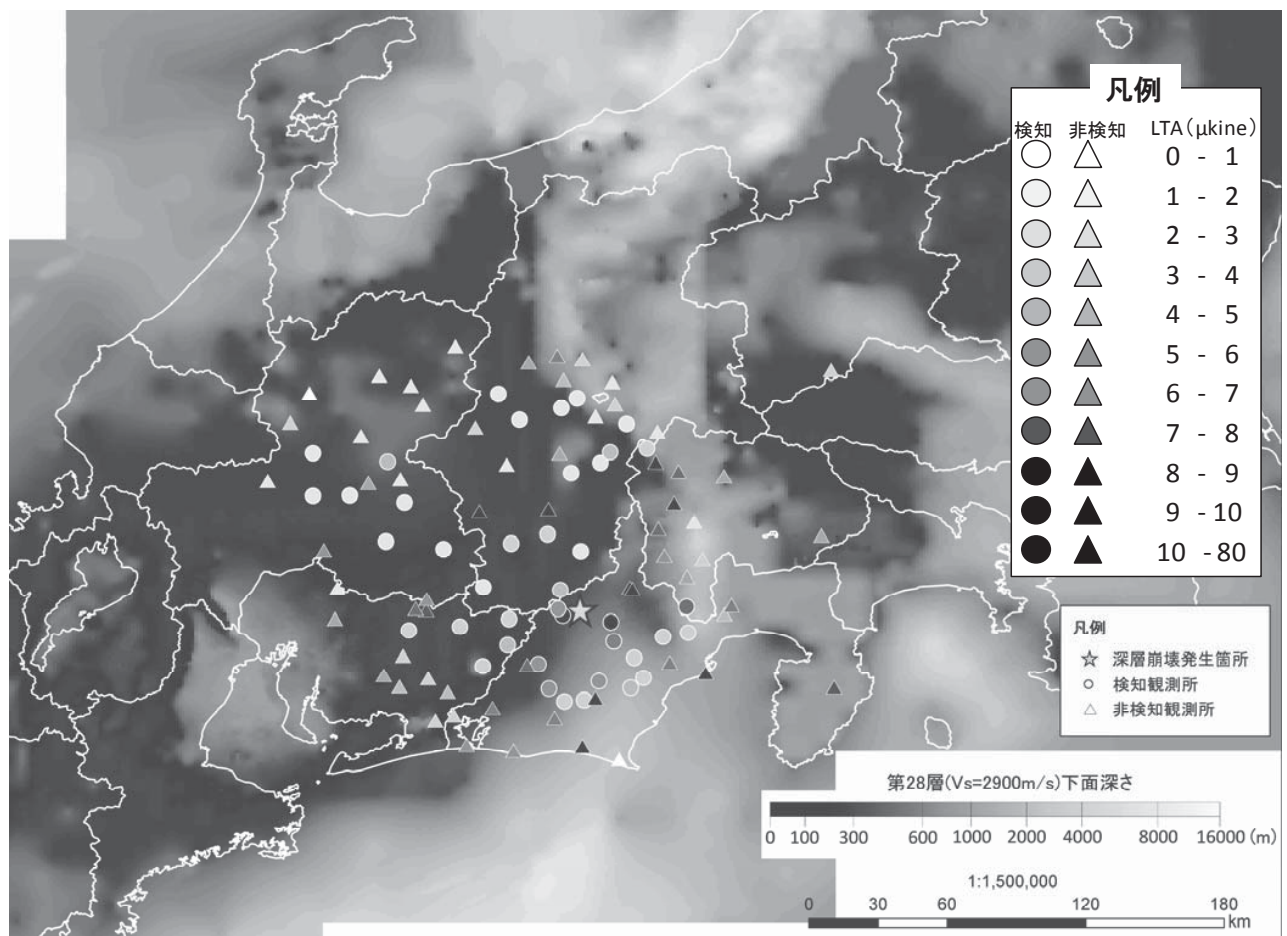 凡例
検知 非検知 LTA(μkine)
0 - 1
1 - 2
2 - 3
3 - 4
4 - 5
5 - 6
6 - 7
7 - 8
8 - 9
9 - 10
10 - 80
凡例
深層崩壊発生箇所
検知観測所
非検知観測所
第28層(Vs=2900m/s)下面深さ
0 100 300 600 1000 2000 4000 8000 16000 (m)
1:1,500,000
0 30 60 120 180
km